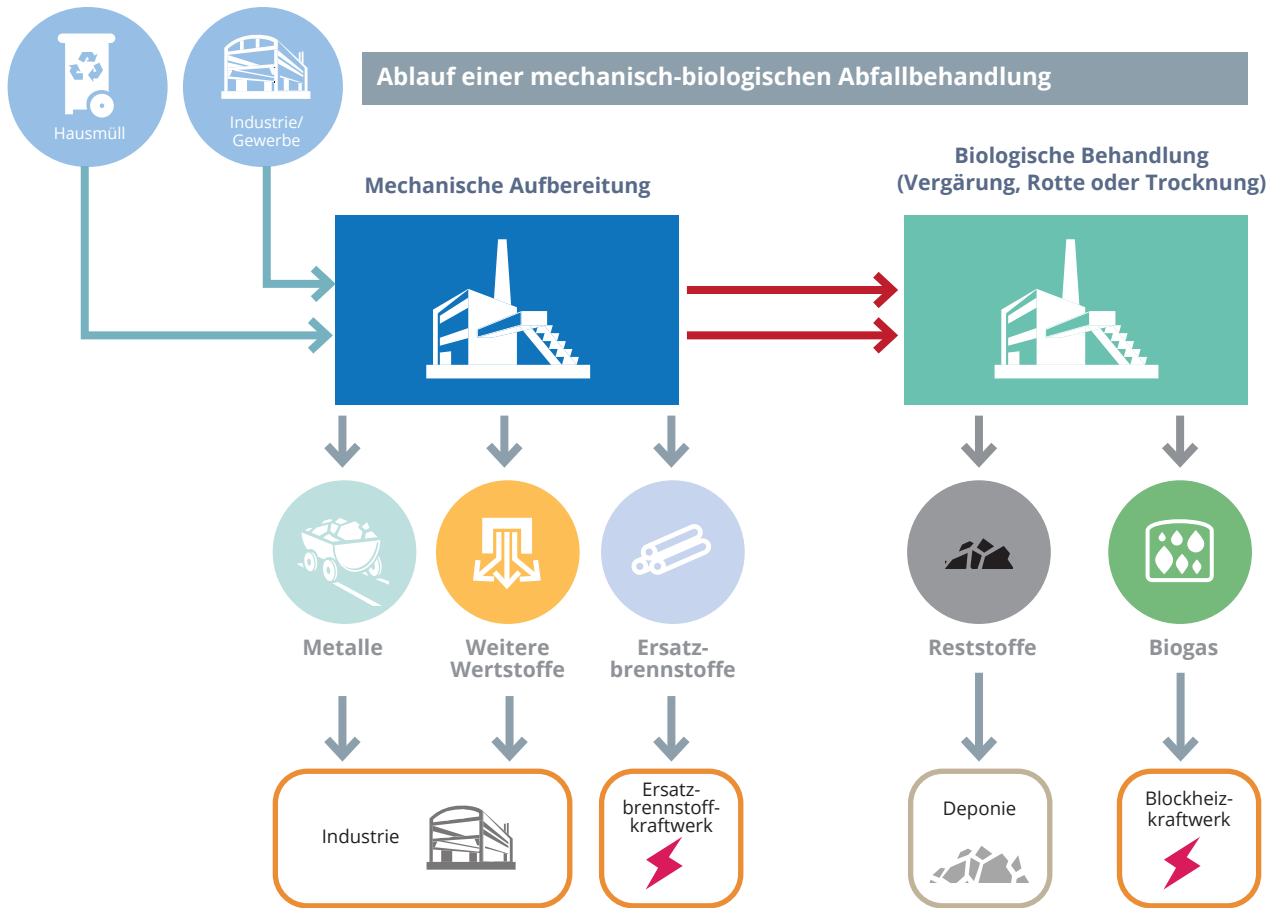 Hausmüll
Industrie/
Gewerbe
Ablauf einer mechanisch-biologischen Abfallbehandlung
Mechanische Aufbereitung
Biologische Behandlung
(Vergärung, Rotte oder Trocknung)
Metalle
Weitere
Wertstoffe
Ersatz-
brennstoffe
Reststoffe
Biogas
Industrie
Ersatz-
brennstoff-
kraftwerk
Deponie
Blockheiz-
kraftwerk